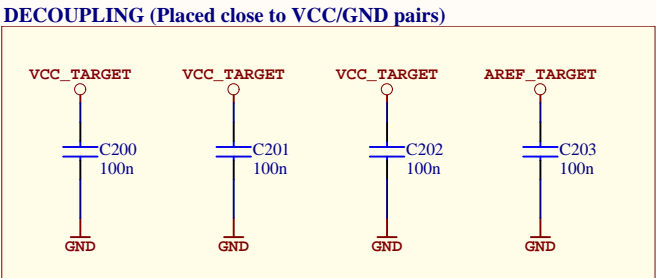 DECOUPLING (Placed close to VCC/GND pairs)
VCC_TARGET VCC_TARGET VCC_TARGET AREF_TARGET
C200 C201 C202 C203
100n 100n 100n 100n
GND GND GND GND